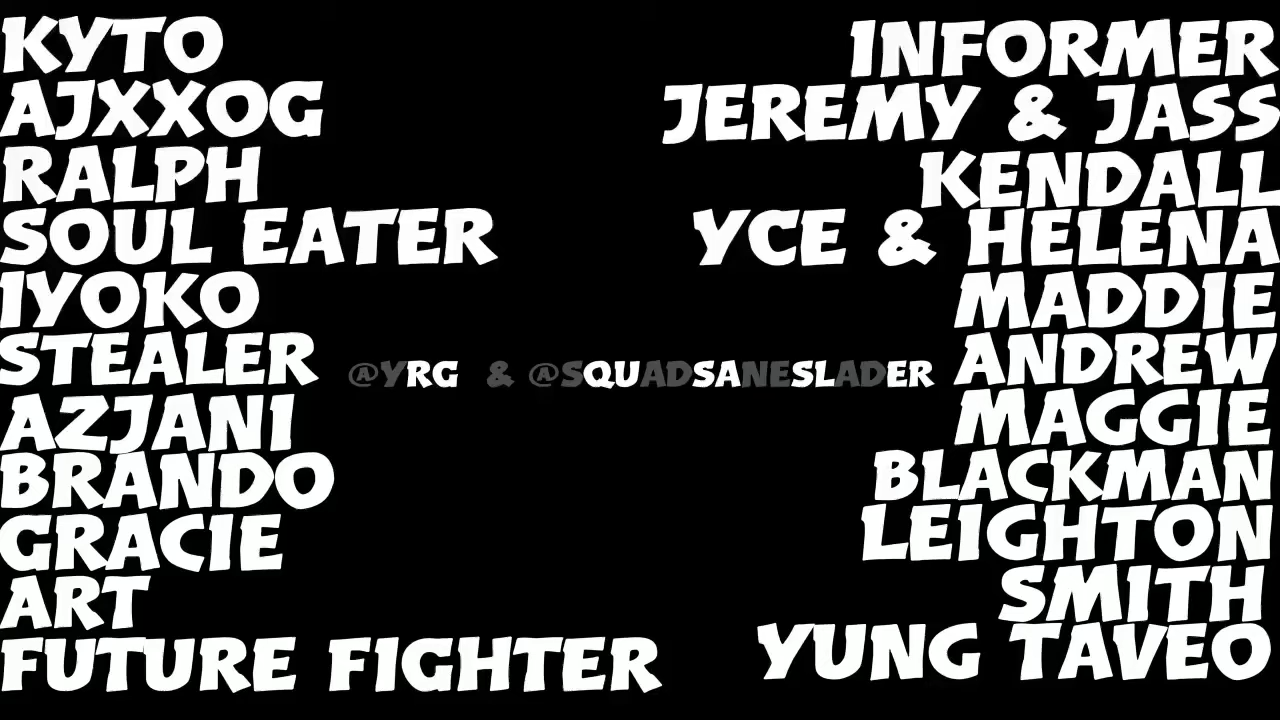 KYTO
AJXXOG
RALPH
SOUL EATER
IYOKO
STEALER
AZJANI
BRANDO
GRACIE
ART
FUTURE FIGHTER
@YRG & @SQUADSANESLADER
INFORMER
JEREMY & JASS
KENDALL
YCE & HELENA
MADDIE
ANDREW
MAGGIE
BLACKMAN
LEIGHTON
SMITH
YUNG TAVEO